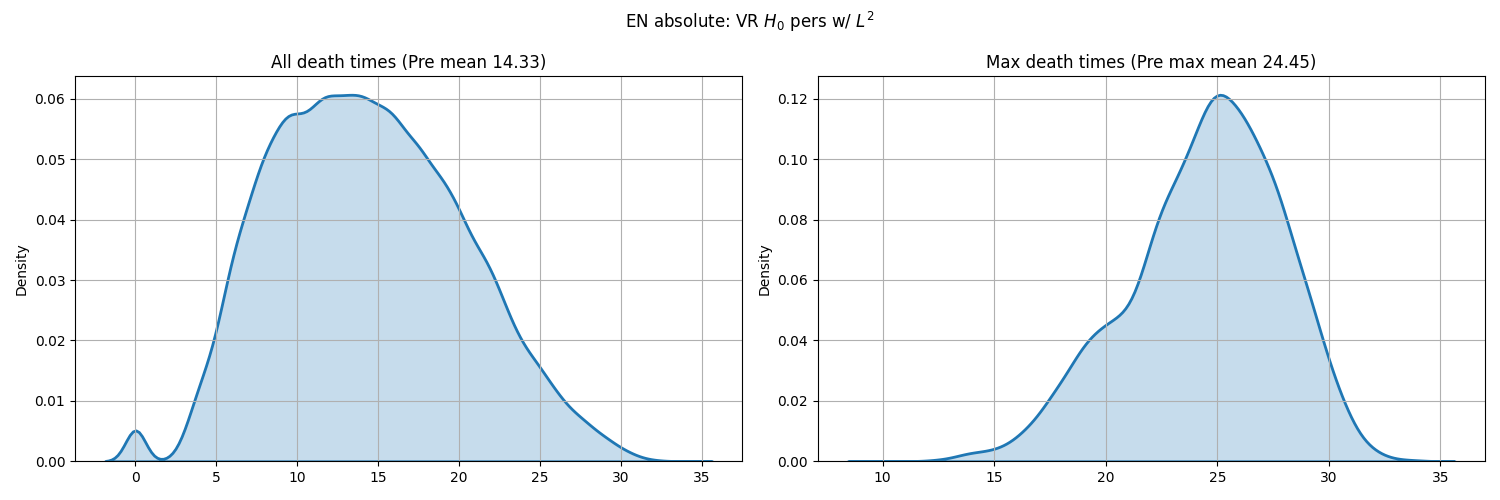 EN absolute: VR H₀ pers w/ L²
All death times (Pre mean 14.33)
Density
0.06
0.05
0.04
0.03
0.02
0.01
0.00
0 5 10 15 20 25 30 35
Max death times (Pre max mean 24.45)
Density
0.12
0.10
0.08
0.06
0.04
0.02
0.00
10 15 20 25 30 35